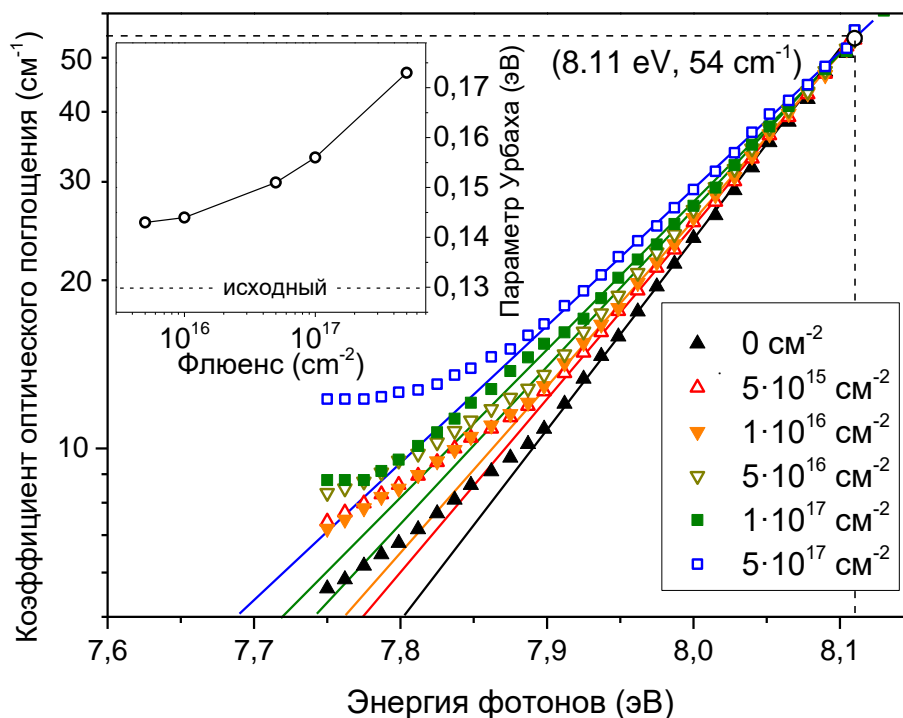 Коэффициент оптического поглощения (см⁻¹)
50
40
30
20
10
(8.11 eV, 54 cm⁻¹)
Параметр Урбаха (эВ)
0,17
0,16
0,15
0,14
0,13
исходный
10¹⁶
10¹⁷
Флюенс (cm⁻²)
0 см⁻²
5·10¹⁵ см⁻²
1·10¹⁶ см⁻²
5·10¹⁶ см⁻²
1·10¹⁷ см⁻²
5·10¹⁷ см⁻²
7,6
7,7
7,8
7,9
8,0
8,1
Энергия фотонов (эВ)